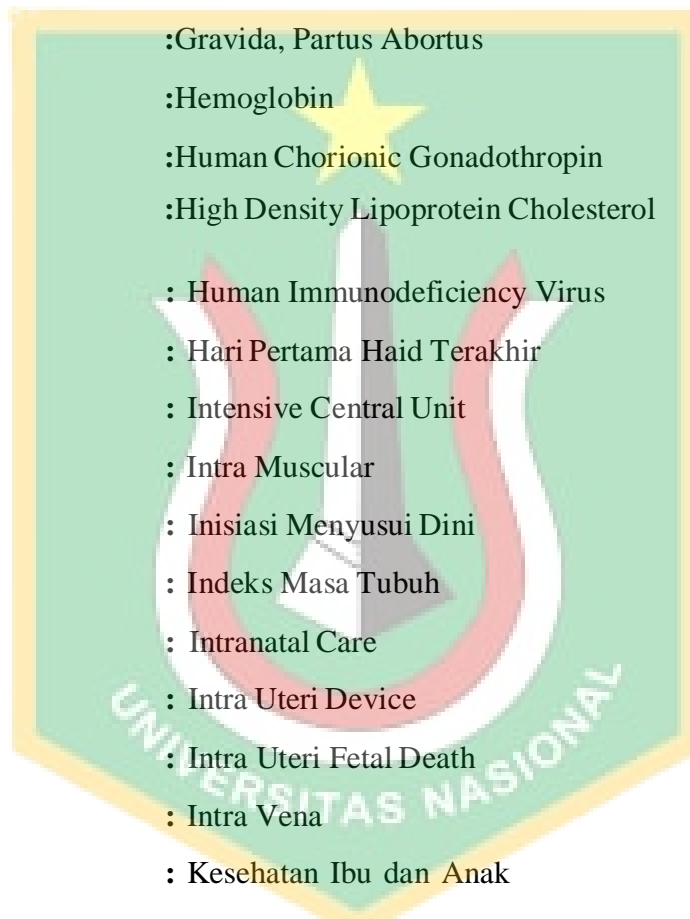 :Gravida, Partus Abortus
:Hemoglobin
:Human Chorionic Gonadothropin
:High Density Lipoprotein Cholesterol
: Human Immunodeficiency Virus
: Hari Pertama Haid Terakhir
: Intensive Central Unit
: Intra Muscular
: Inisiasi Menyusui Dini
: Indeks Masa Tubuh
: Intranatal Care
: Intra Uteri Device
: Intra Uteri Fetal Death
: Intra Vena
: Kesehatan Ibu dan Anak
UNIVERSITAS NASIONAL